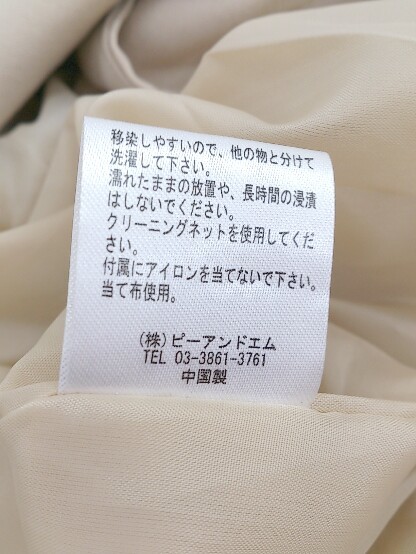 移染しやすいので、他の物と分けて
洗濯して下さい。
濡れたままの放置や、長時間の浸漬
はしないでください。
クリーニングネットを使用してくだ
さい。
付属にアイロンを当てないで下さい。
当て布使用。
(株)ピーアンドエム
TEL 03-3861-3761
中国製